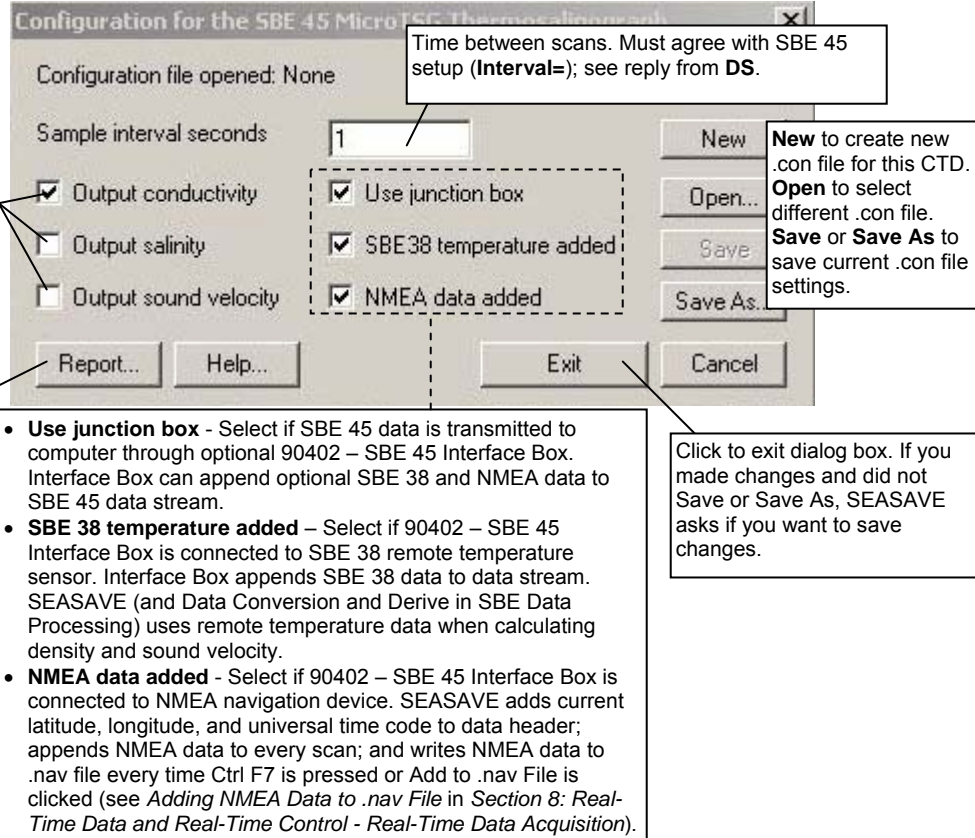 Configuration for the SBE 45 MicroTSG Thermosalinograph
Time between scans. Must agree with SBE 45
setup (Interval=); see reply from DS.
Configuration file opened: None
Sample interval seconds
1
New
New to create new
.con file for this CTD.
Open to select
different .con file.
Save or Save As to
save current .con file
settings.
Output conductivity
Use junction box
Open...
Output salinity
SBE38 temperature added
Save
Output sound velocity
NMEA data added
Save As...
Report...
Help...
Exit
Cancel
• Use junction box - Select if SBE 45 data is transmitted to
computer through optional 90402 – SBE 45 Interface Box.
Interface Box can append optional SBE 38 and NMEA data to
SBE 45 data stream.
• SBE 38 temperature added – Select if 90402 – SBE 45
Interface Box is connected to SBE 38 remote temperature
sensor. Interface Box appends SBE 38 data to data stream.
SEASAVE (and Data Conversion and Derive in SBE Data
Processing) uses remote temperature data when calculating
density and sound velocity.
• NMEA data added - Select if 90402 – SBE 45 Interface Box is
connected to NMEA navigation device. SEASAVE adds current
latitude, longitude, and universal time code to data header;
appends NMEA data to every scan; and writes NMEA data to
.nav file every time Ctrl F7 is pressed or Add to .nav File is
clicked (see Adding NMEA Data to .nav File in Section 8: Real-
Time Data and Real-Time Control - Real-Time Data Acquisition).
Click to exit dialog box. If you
made changes and did not
Save or Save As, SEASAVE
asks if you want to save
changes.